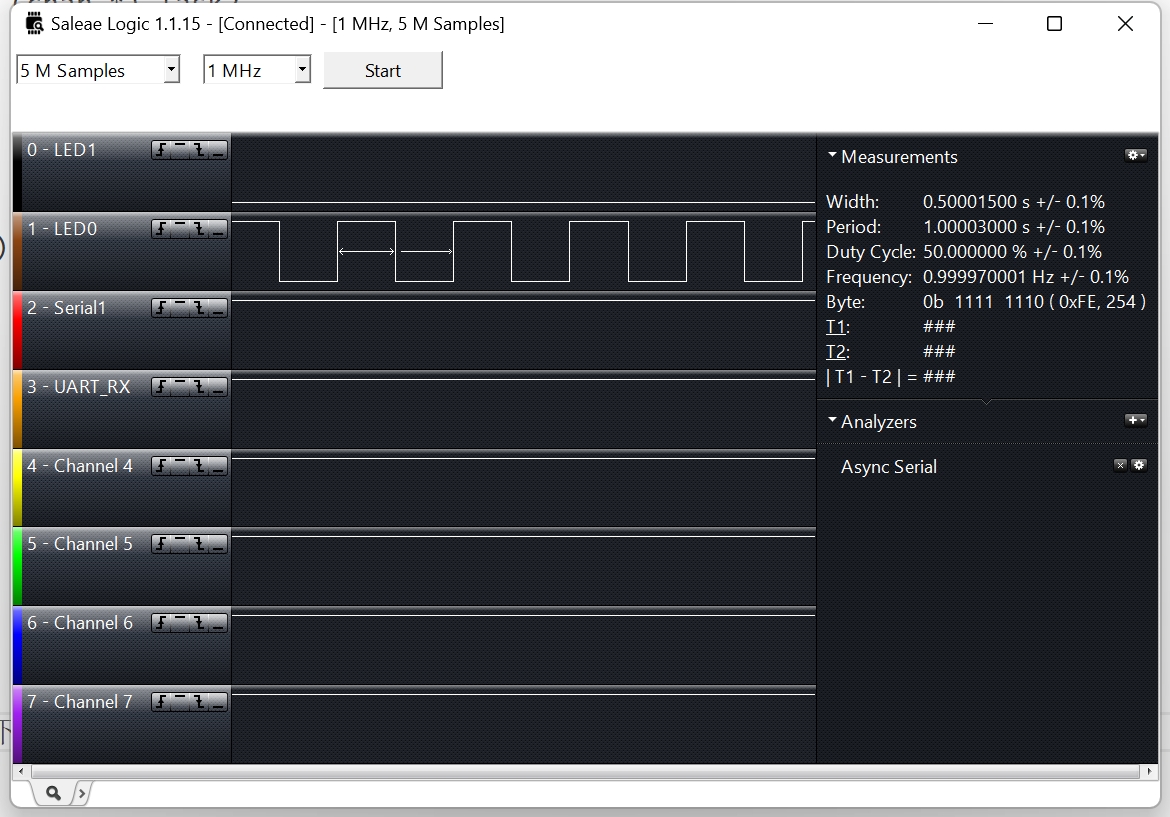 Saleae Logic 1.1.15 - [Connected] - [1 MHz, 5 M Samples]
5 M Samples
1 MHz
Start
0 - LED1
1 - LED0
2 - Serial1
3 - UART_RX
4 - Channel 4
5 - Channel 5
6 - Channel 6
7 - Channel 7
Measurements
Width: 0.50001500 s +/- 0.1%
Period: 1.00003000 s +/- 0.1%
Duty Cycle: 50.000000 % +/- 0.1%
Frequency: 0.999970001 Hz +/- 0.1%
Byte: 0b 1111 1110 ( 0xFE, 254 )
T1: ###
T2: ###
| T1 - T2 | = ###
Analyzers
Async Serial